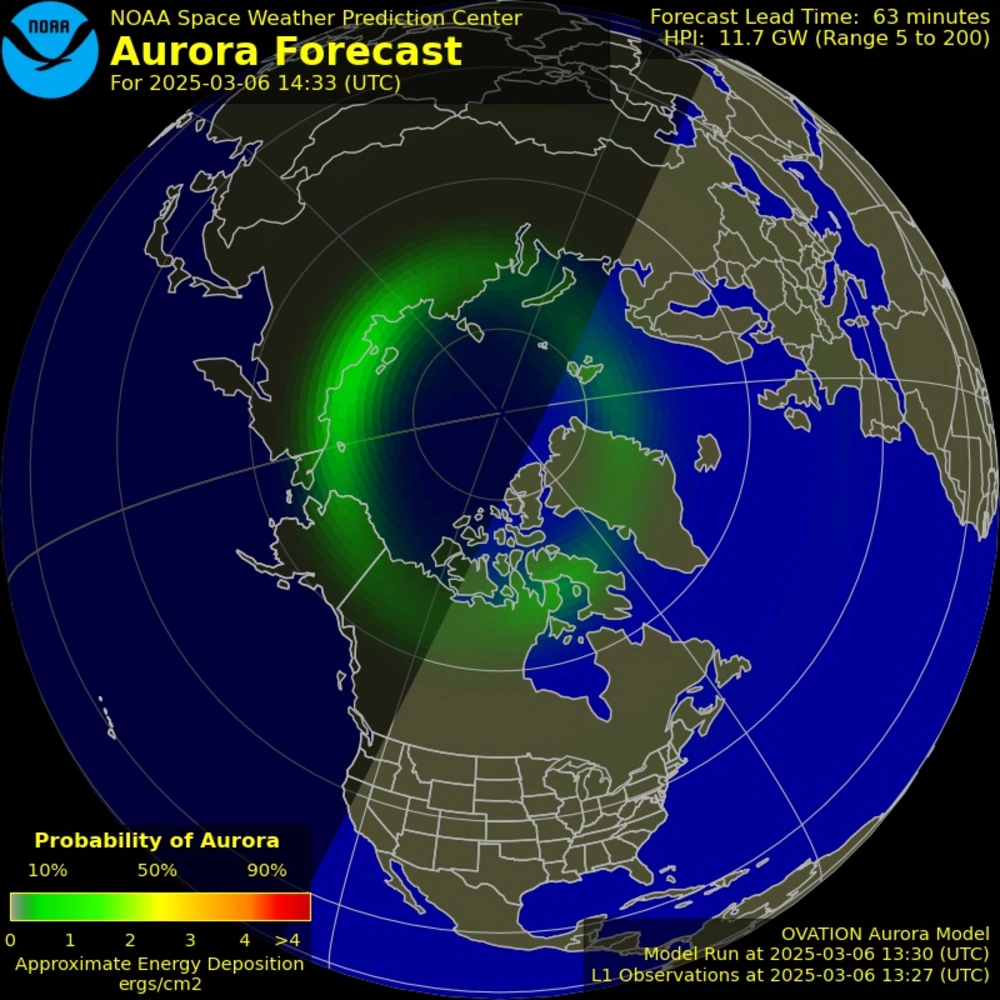 NOAA
NOAA Space Weather Prediction Center
Aurora Forecast
For 2025-03-06 14:33 (UTC)
Forecast Lead Time: 63 minutes
HPI: 11.7 GW (Range 5 to 200)
Probability of Aurora
10% 50% 90%
0 1 2 3 4 >4
Approximate Energy Deposition
ergs/cm2
OVATION Aurora Model
Model Run at 2025-03-06 13:30 (UTC)
L1 Observations at 2025-03-06 13:27 (UTC)